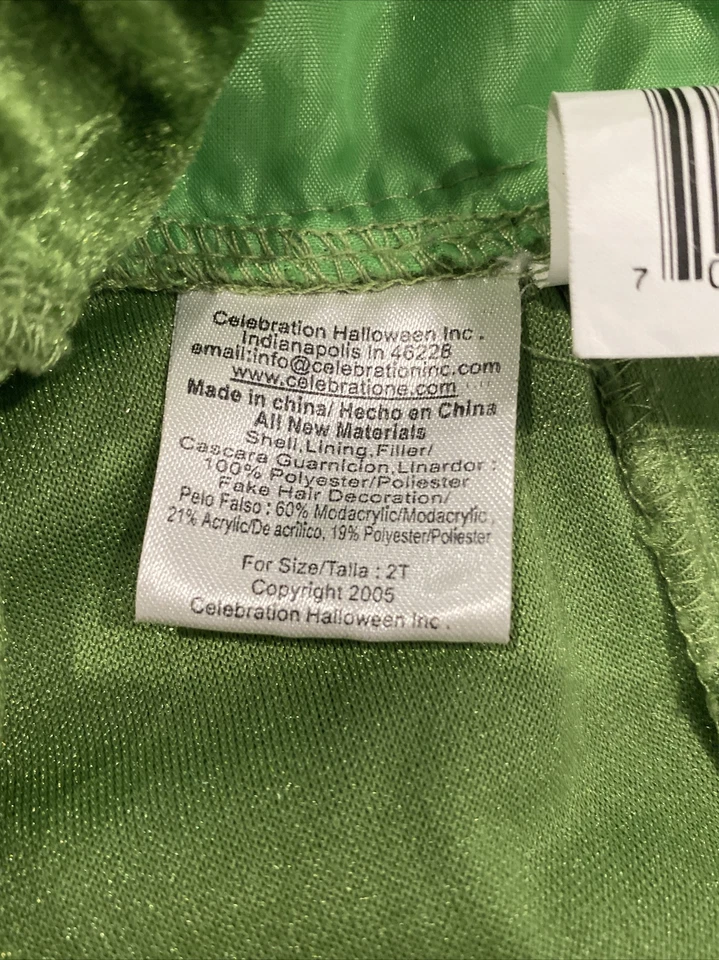 Celebration Halloween Inc.
Indianapolis In 46228
email:info@celebrationinc.com
www.celebratione.com
Made in china/ Hecho en China
All New Materials
Shell,Lining,Filler/
Cascara Guarnicion,Linardor :
100% Polyester/Poliester
Fake Hair Decoration/
Pelo Falso : 60% Modacrylic/Modacrylic,
21% Acrylic/De acrilico, 19% Polyester/Poliester
For Size/Talla : 2T
Copyright 2005
Celebration Halloween Inc.
7